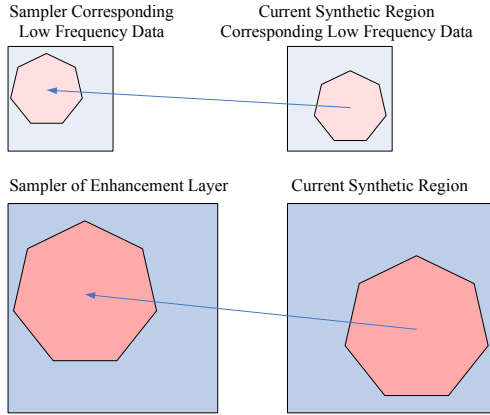 Sampler Corresponding
Low Frequency Data
Current Synthetic Region
Corresponding Low Frequency Data
Sampler of Enhancement Layer
Current Synthetic Region